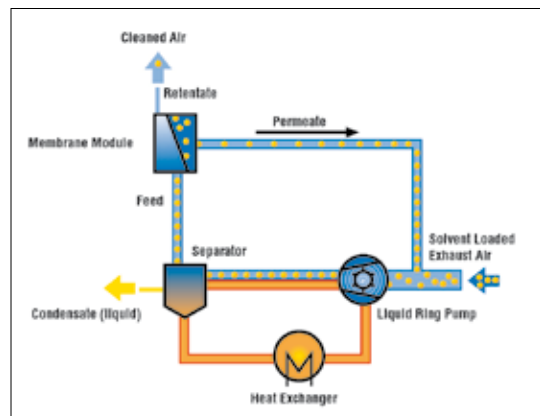 Cleaned Air
Retentate
Permeate
Membrane Module
Feed
Separator
Solvent Loaded
Exhaust Air
Condensate (liquid)
Liquid Ring Pump
Heat Exchanger